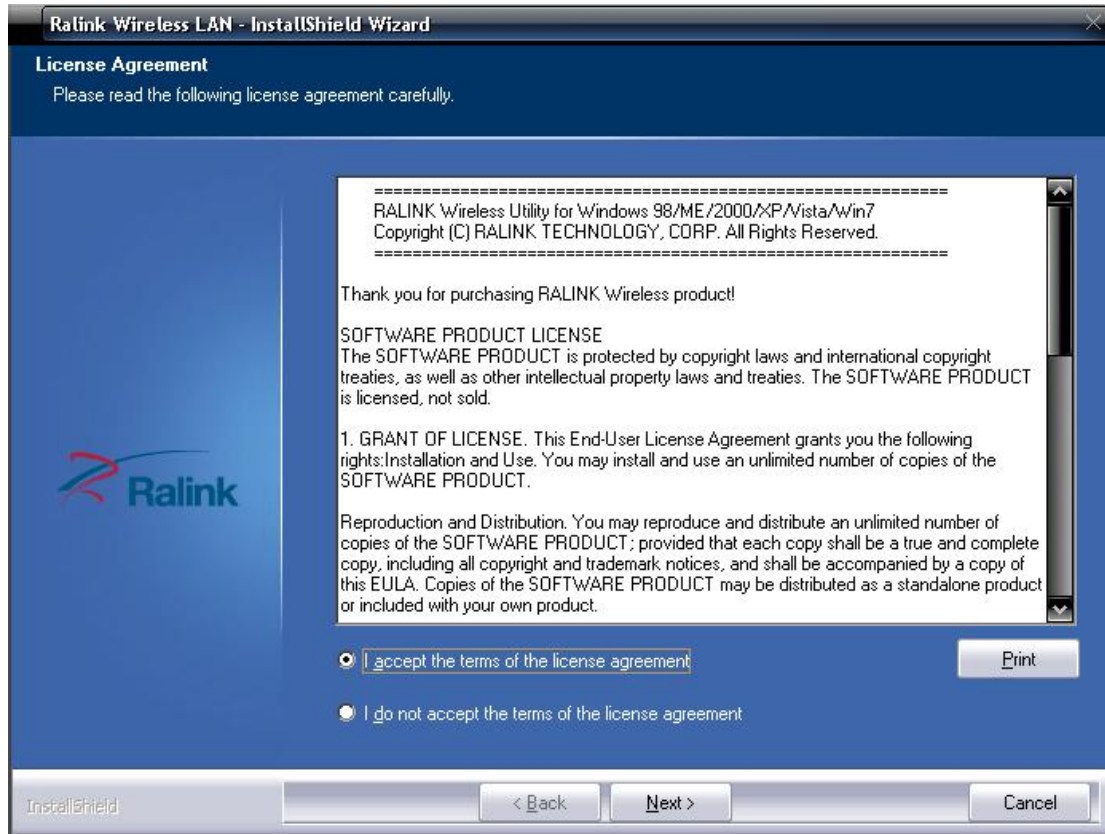 Ralink Wireless LAN - InstallShield Wizard
License Agreement
Please read the following license agreement carefully.
============================================================
RALINK Wireless Utility for Windows 98/ME/2000/XP/Vista/Win7
Copyright (C) RALINK TECHNOLOGY, CORP. All Rights Reserved.
============================================================
Thank you for purchasing RALINK Wireless product!
SOFTWARE PRODUCT LICENSE
The SOFTWARE PRODUCT is protected by copyright laws and international copyright
treaties, as well as other intellectual property laws and treaties. The SOFTWARE PRODUCT
is licensed, not sold.
1. GRANT OF LICENSE. This End-User License Agreement grants you the following
rights:Installation and Use. You may install and use an unlimited number of copies of the
SOFTWARE PRODUCT.
Reproduction and Distribution. You may reproduce and distribute an unlimited number of
copies of the SOFTWARE PRODUCT; provided that each copy shall be a true and complete
copy, including all copyright and trademark notices, and shall be accompanied by a copy of
this EULA. Copies of the SOFTWARE PRODUCT may be distributed as a standalone product
or included with your own product.
Ralink
I accept the terms of the license agreement
Print
I do not accept the terms of the license agreement
InstallShield
< Back
Next >
Cancel